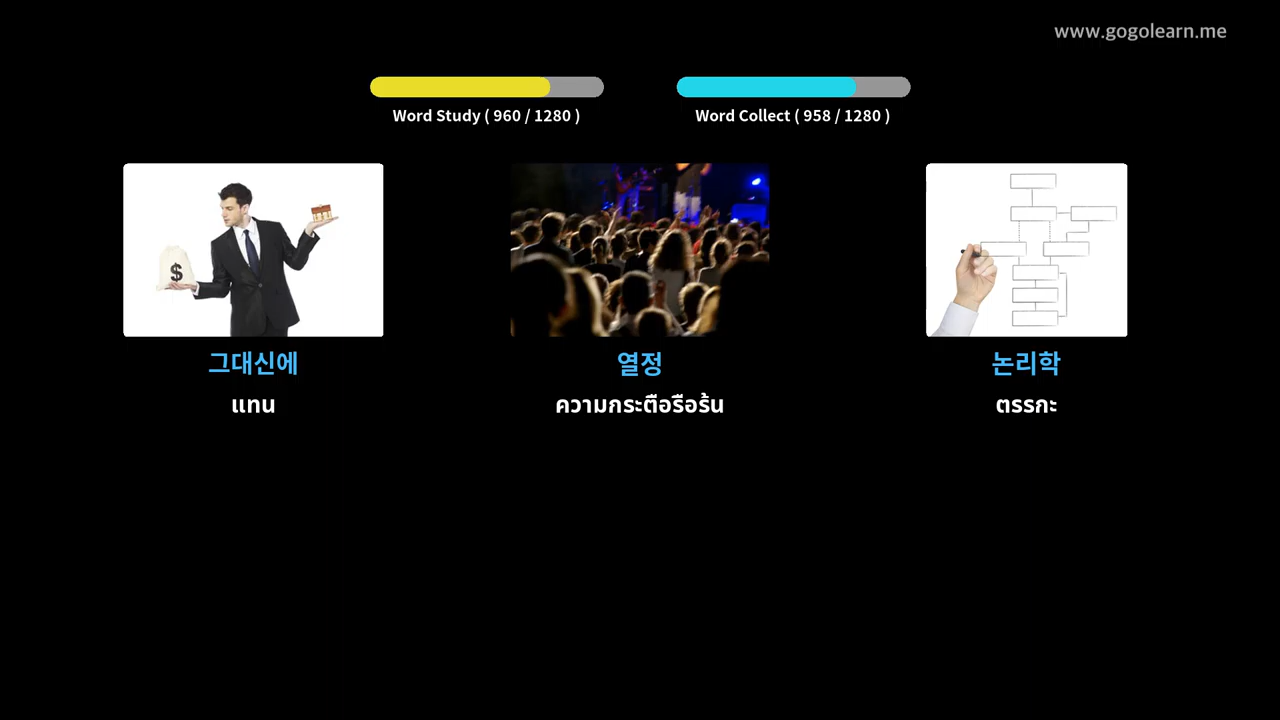 www.gogolearn.me
Word Study ( 960 / 1280 )
Word Collect ( 958 / 1280 )
$
그대신에
열정
논리학
แทน
ความกระตือรือร้น
ตรรกะ